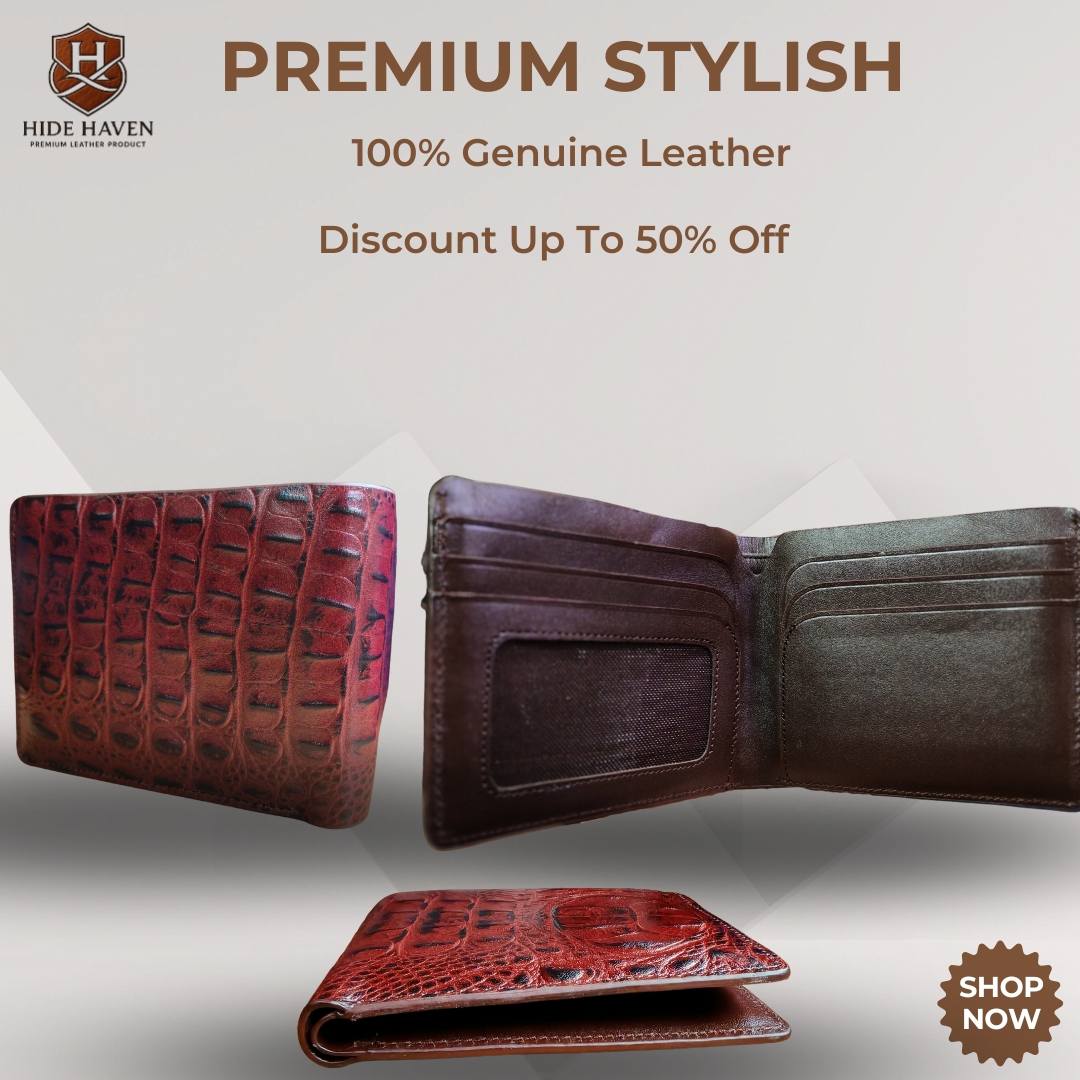 H
HIDE HAVEN
PREMIUM LEATHER PRODUCT
PREMIUM STYLISH
100% Genuine Leather
Discount Up To 50% Off
SHOP
NOW